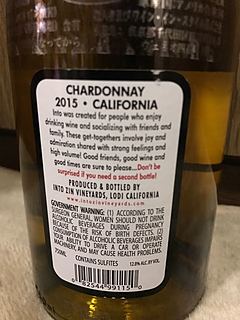 CHARDONNAY
2015 • CALIFORNIA
Into was created for people who enjoy
drinking wine and socializing with friends and
family. These get-togethers involve joy and
admiration shared with strong feelings and
high volume! Good friends, good wine and
good times are sure to please...Don't be
surprised if you need a second bottle!
PRODUCED & BOTTLED BY
INTO ZIN VINEYARDS, LODI CALIFORNIA
www.intozinvineyards.com
GOVERNMENT WARNING: (1) ACCORDING TO THE
SURGEON GENERAL, WOMEN SHOULD NOT DRINK
ALCOHOLIC BEVERAGES DURING PREGNANCY
BECAUSE OF THE RISK OF BIRTH DEFECTS. (2)
CONSUMPTION OF ALCOHOLIC BEVERAGES IMPAIRS
YOUR ABILITY TO DRIVE A CAR OR OPERATE
MACHINERY, AND MAY CAUSE HEALTH PROBLEMS.
750ML CONTAINS SULFITES 12.8% ALC. BY VOL.
0 82544 99115 0